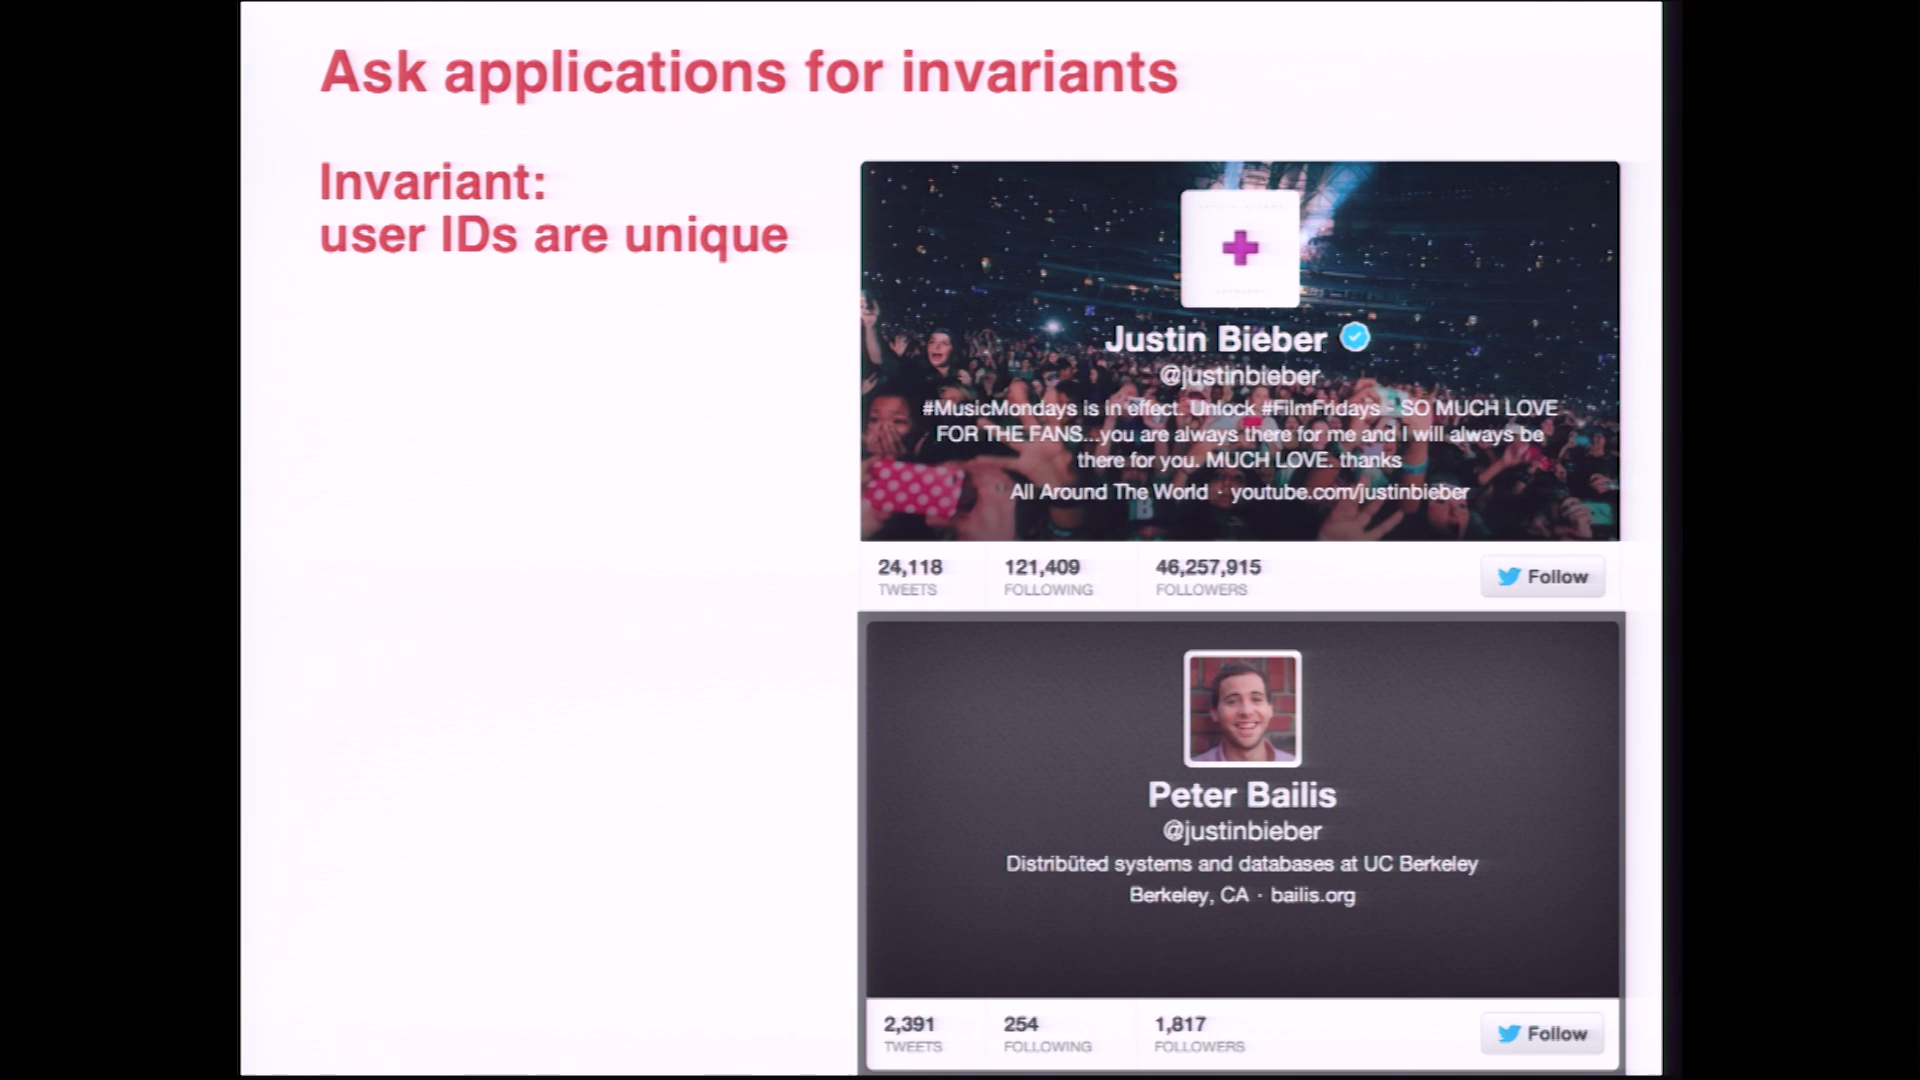 Ask applications for invariants
Invariant:
user IDs are unique
Justin Bieber
@justinbieber
#MusicMondays is in effect. Unlock #FilmFridays - SO MUCH LOVE
FOR THE FANS...you are always there for me and I will always be
there for you. MUCH LOVE. thanks
All Around The World · youtube.com/justinbieber
24,118 121,409 46,257,915
TWEETS FOLLOWING FOLLOWERS
Follow
Peter Bailis
@justinbieber
Distribüted systems and databases at UC Berkeley
Berkeley, CA · bailis.org
2,391 254 1,817
TWEETS FOLLOWING FOLLOWERS
Follow